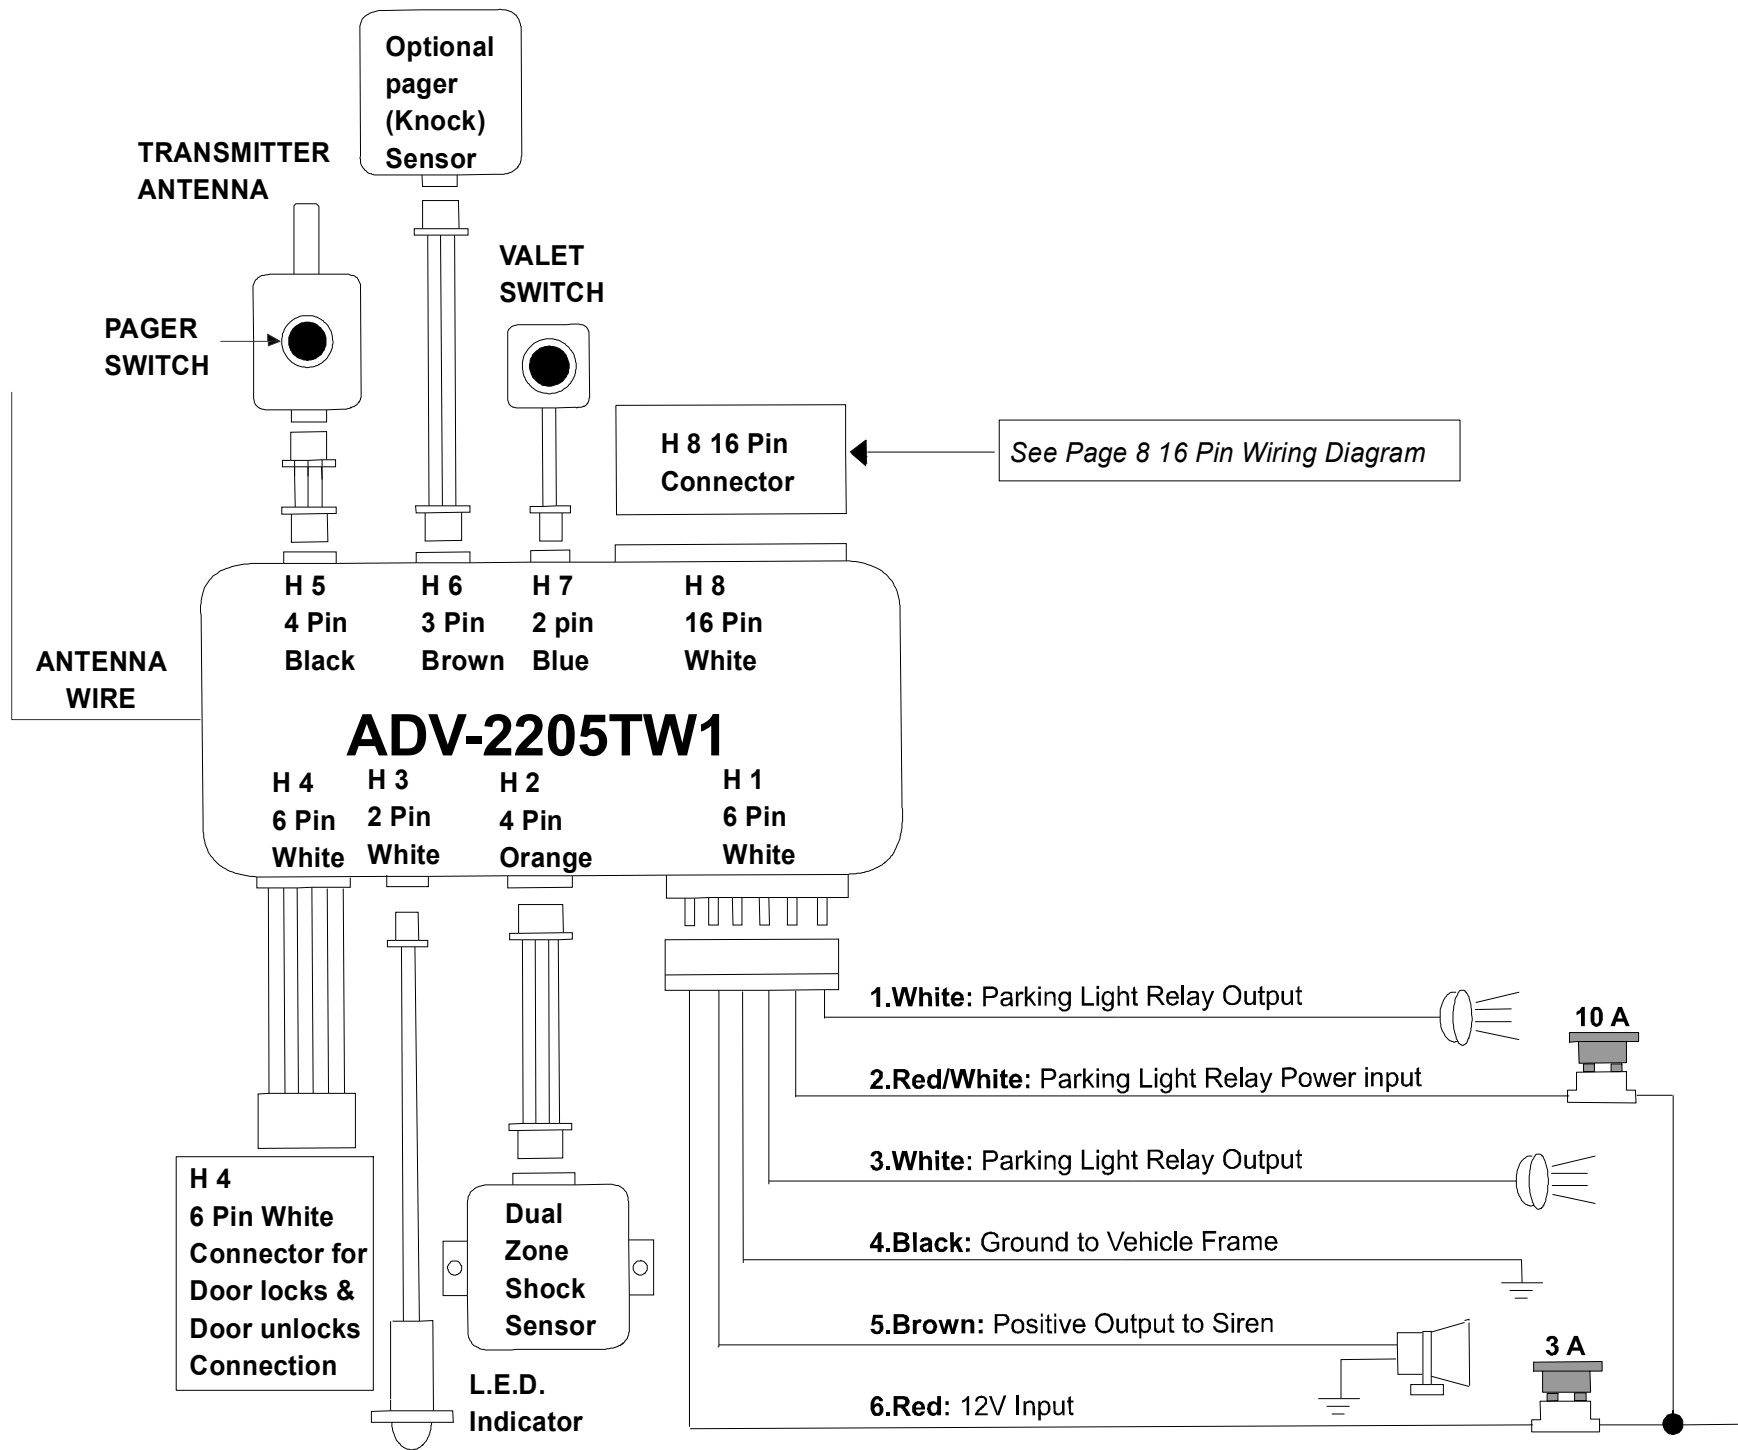 Optional
pager
(Knock)
Sensor
TRANSMITTER
ANTENNA
VALET
SWITCH
PAGER
SWITCH
H 8 16 Pin
Connector
See Page 8 16 Pin Wiring Diagram
H 5
4 Pin
Black
H 6
3 Pin
Brown
H 7
2 pin
Blue
H 8
16 Pin
White
ANTENNA
WIRE
ADV-2205TW1
H 4
6 Pin
White
H 3
2 Pin
White
H 2
4 Pin
Orange
H 1
6 Pin
White
1.White: Parking Light Relay Output
10 A
2.Red/White: Parking Light Relay Power input
3.White: Parking Light Relay Output
4.Black: Ground to Vehicle Frame
5.Brown: Positive Output to Siren
3 A
6.Red: 12V Input
H 4
6 Pin White
Connector for
Door locks &
Door unlocks
Connection
Dual
Zone
Shock
Sensor
L.E.D.
Indicator